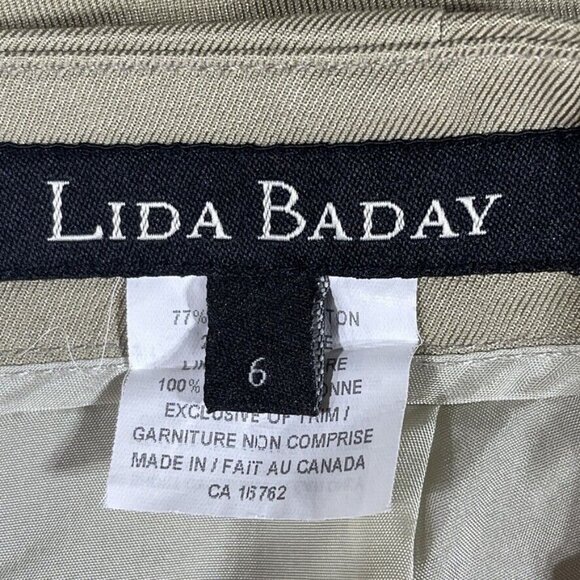 LIDA BADAY
6
77%
100%
EXCLUSIVE OF TRIM /
GARNITURE NON COMPRISE
MADE IN / FAIT AU CANADA
CA 16762